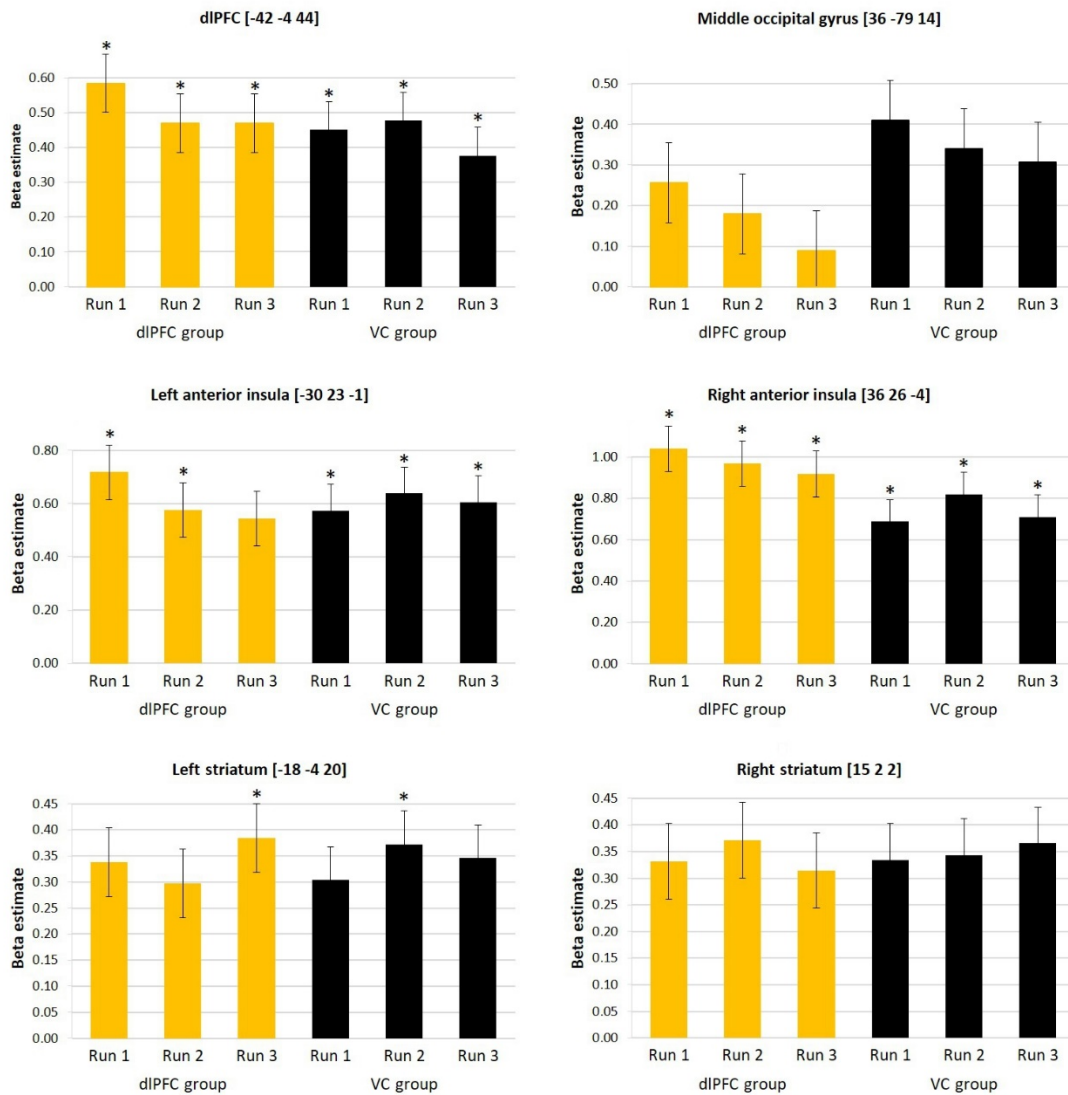 dlPFC [-42 -4 44]
*
* * * *
*
0.60
0.50
0.40
0.30
0.20
0.10
0.00
Beta estimate
Run 1 Run 2 Run 3 Run 1 Run 2 Run 3
dlPFC group VC group
Middle occipital gyrus [36 -79 14]
0.50
0.40
0.30
0.20
0.10
0.00
Beta estimate
Run 1 Run 2 Run 3 Run 1 Run 2 Run 3
dlPFC group VC group
Left anterior insula [-30 23 -1]
*
* * * *
0.80
0.60
0.40
0.20
0.00
Beta estimate
Run 1 Run 2 Run 3 Run 1 Run 2 Run 3
dlPFC group VC group
Right anterior insula [36 26 -4]
* * *
* * *
1.00
0.80
0.60
0.40
0.20
0.00
Beta estimate
Run 1 Run 2 Run 3 Run 1 Run 2 Run 3
dlPFC group VC group
Left striatum [-18 -4 20]
* *
0.45
0.40
0.35
0.30
0.25
0.20
0.15
0.10
0.05
0.00
Beta estimate
Run 1 Run 2 Run 3 Run 1 Run 2 Run 3
dlPFC group VC group
Right striatum [15 2 2]
0.45
0.40
0.35
0.30
0.25
0.20
0.15
0.10
0.05
0.00
Beta estimate
Run 1 Run 2 Run 3 Run 1 Run 2 Run 3
dlPFC group VC group